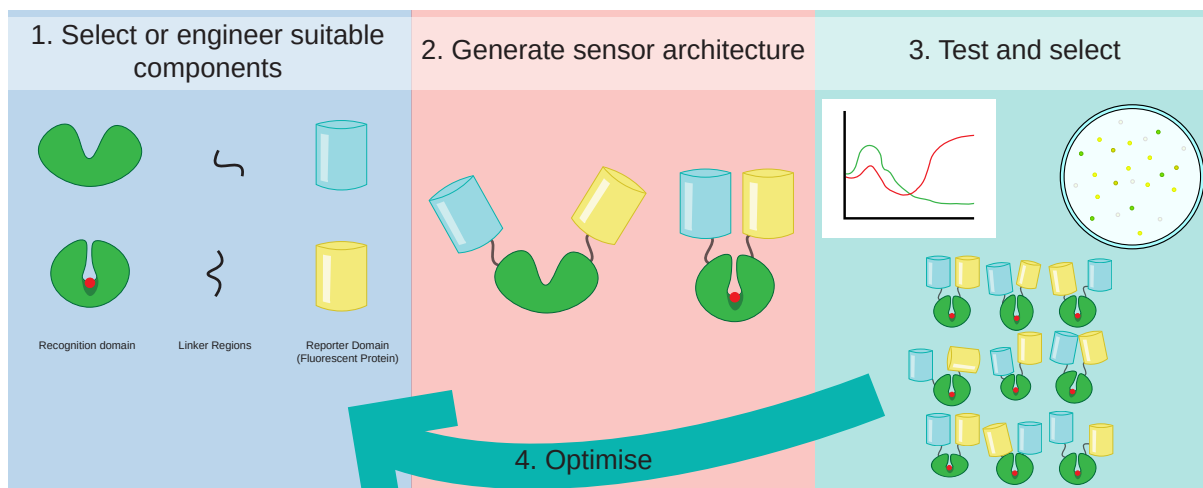 1. Select or engineer suitable
components
2. Generate sensor architecture
3. Test and select
Recognition domain
Linker Regions
Reporter Domain
(Fluorescent Protein)
4. Optimise